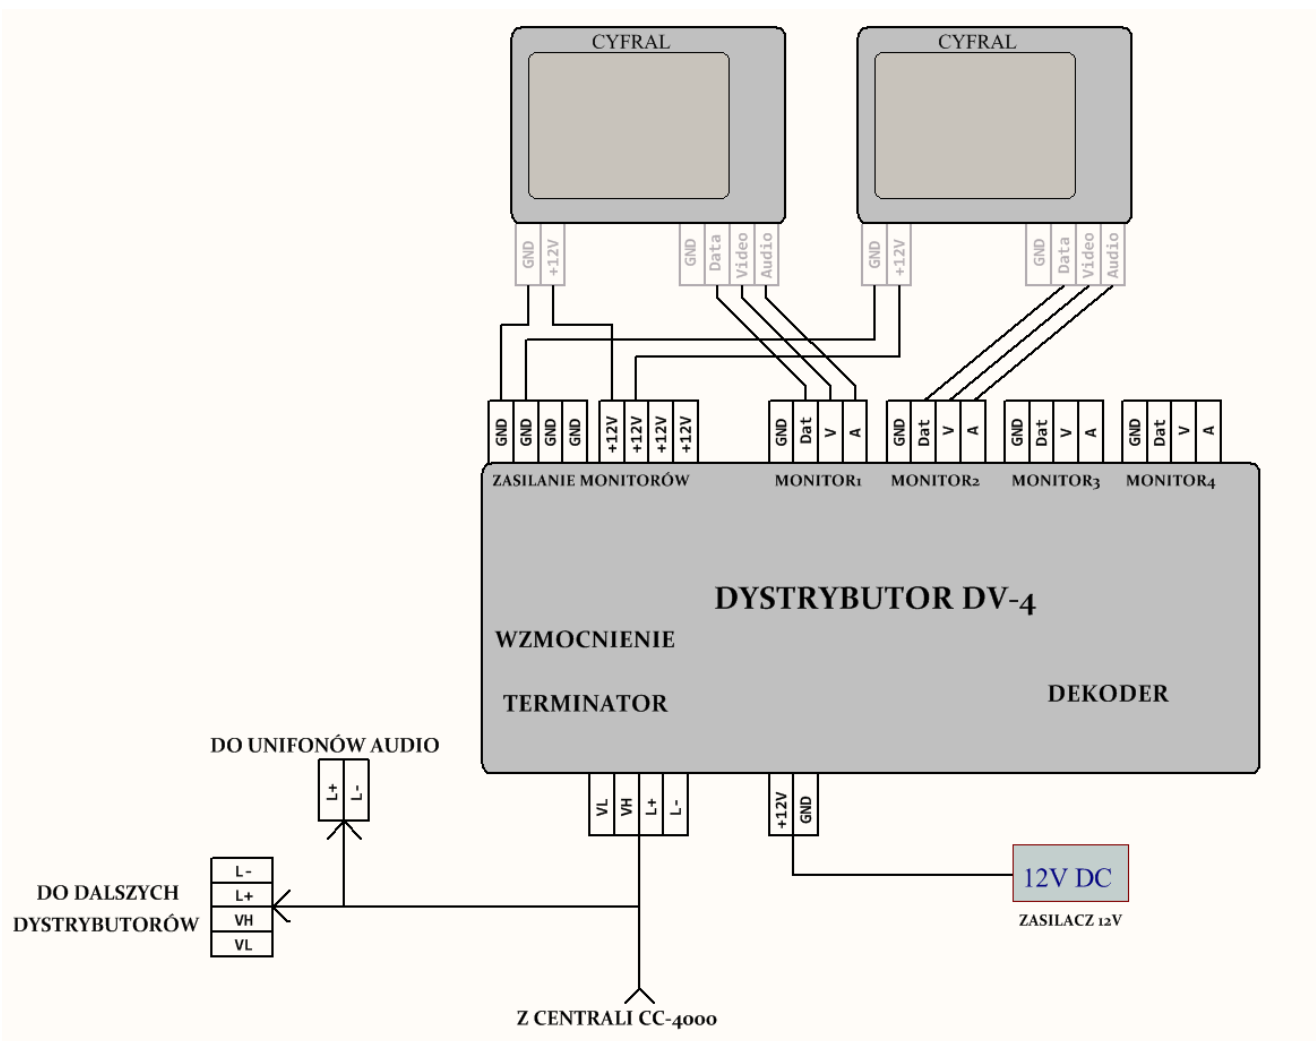 CYFRAL CYFRAL
GND +12V GND Data Video Audio GND +12V GND Data Video Audio
GND GND GND GND +12V +12V +12V +12V GND Dat V A GND Dat V A GND Dat V A GND Dat V A
ZASILANIE MONITORÓW MONITOR1 MONITOR2 MONITOR3 MONITOR4
DYSTRYBUTOR DV-4
WZMOCNIENIE
TERMINATOR DEKODER
DO UNIFONÓW AUDIO
L+ L- VL VH L+ L- +12V GND
DO DALSZYCH
DYSTRYBUTORÓW
L-
L+
VH
VL
12V DC
ZASILACZ 12V
Z CENTRALI CC-4000